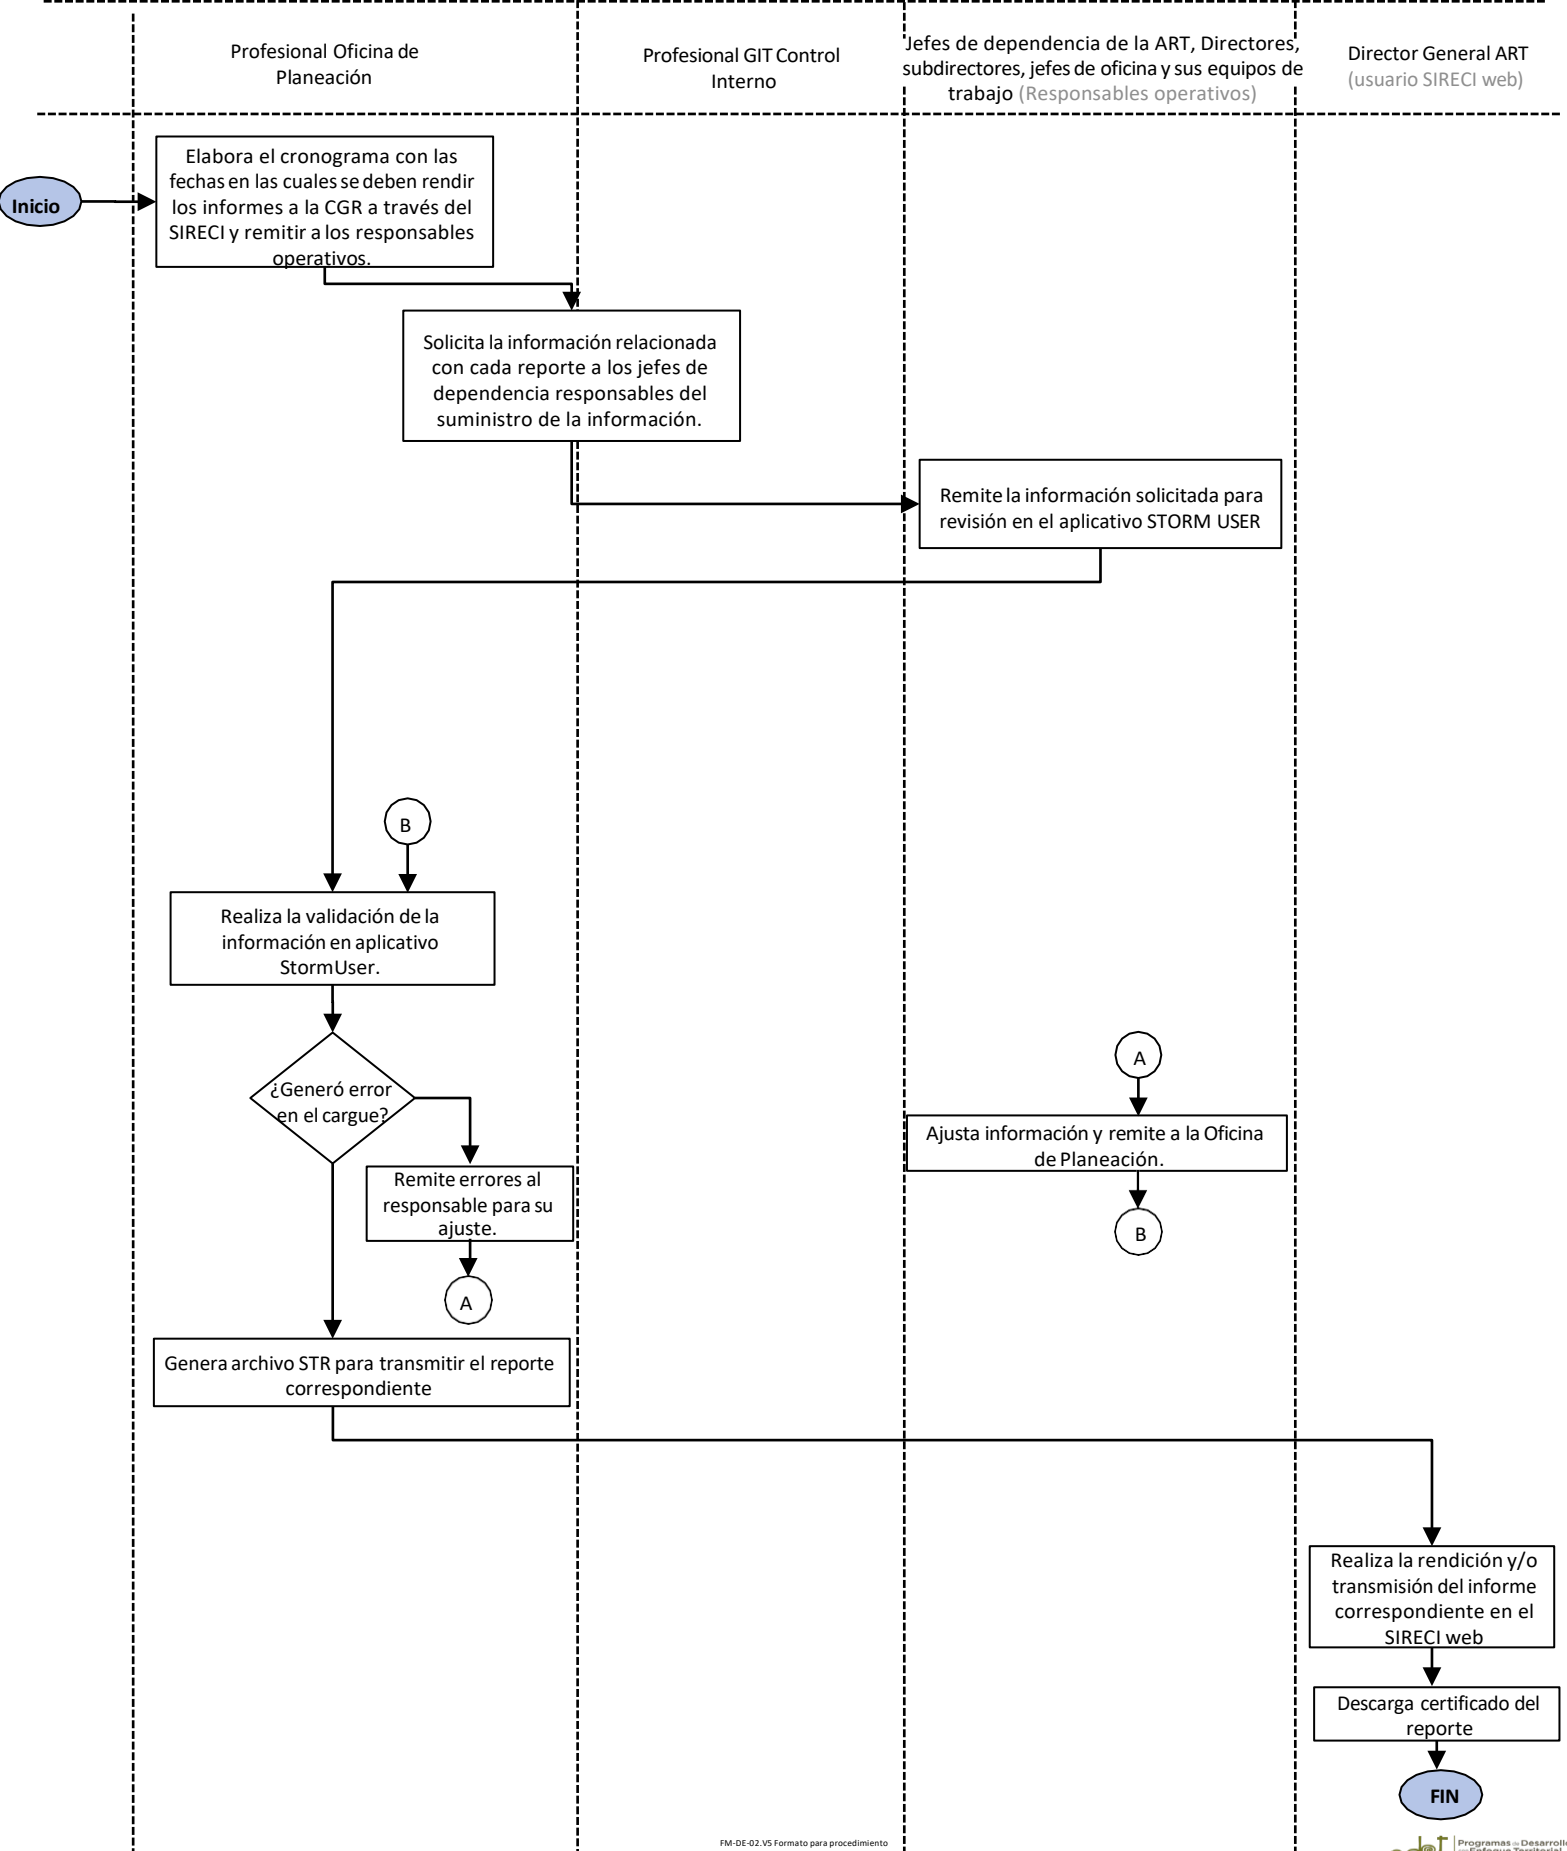 Profesional Oficina de
Planeación
Profesional GIT Control
Interno
Jefes de dependencia de la ART, Directores,
subdirectores, jefes de oficina y sus equipos de
trabajo (Responsables operativos)
Director General ART
(usuario SIRECI web)
Inicio
Elabora el cronograma con las
fechas en las cuales se deben rendir
los informes a la CGR a través del
SIRECI y remitir a los responsables
operativos.
Solicita la información relacionada
con cada reporte a los jefes de
dependencia responsables del
suministro de la información.
Remite la información solicitada para
revisión en el aplicativo STORM USER
B
Realiza la validación de la
información en aplicativo
StormUser.
¿Generó error
en el cargue?
A
Ajusta información y remite a la Oficina
de Planeación.
B
Remite errores al
responsable para su
ajuste.
A
Genera archivo STR para transmitir el reporte
correspondiente
Realiza la rendición y/o
transmisión del informe
correspondiente en el
SIRECI web
Descarga certificado del
reporte
FIN
FM-DE-02.V5 Formato para procedimiento
Programas de Desarrollo